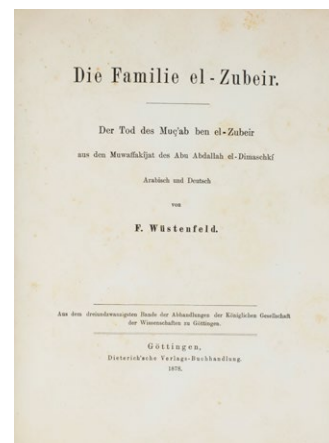 Die Familie el-Zubeir.
Der Tod des Muç'ab ben el-Zubeir
aus den Muwaffakîjat des Abu Abdallah el-Dimaschkí
Arabisch und Deutsch
von
F. Wüstenfeld.
Aus dem dreiundzwanzigsten Bande der Abhandlungen der Königlichen Gesellschaft
der Wissenschaften zu Göttingen.
Göttingen,
Dieterich'sche Verlags-Buchhandlung.
1878.